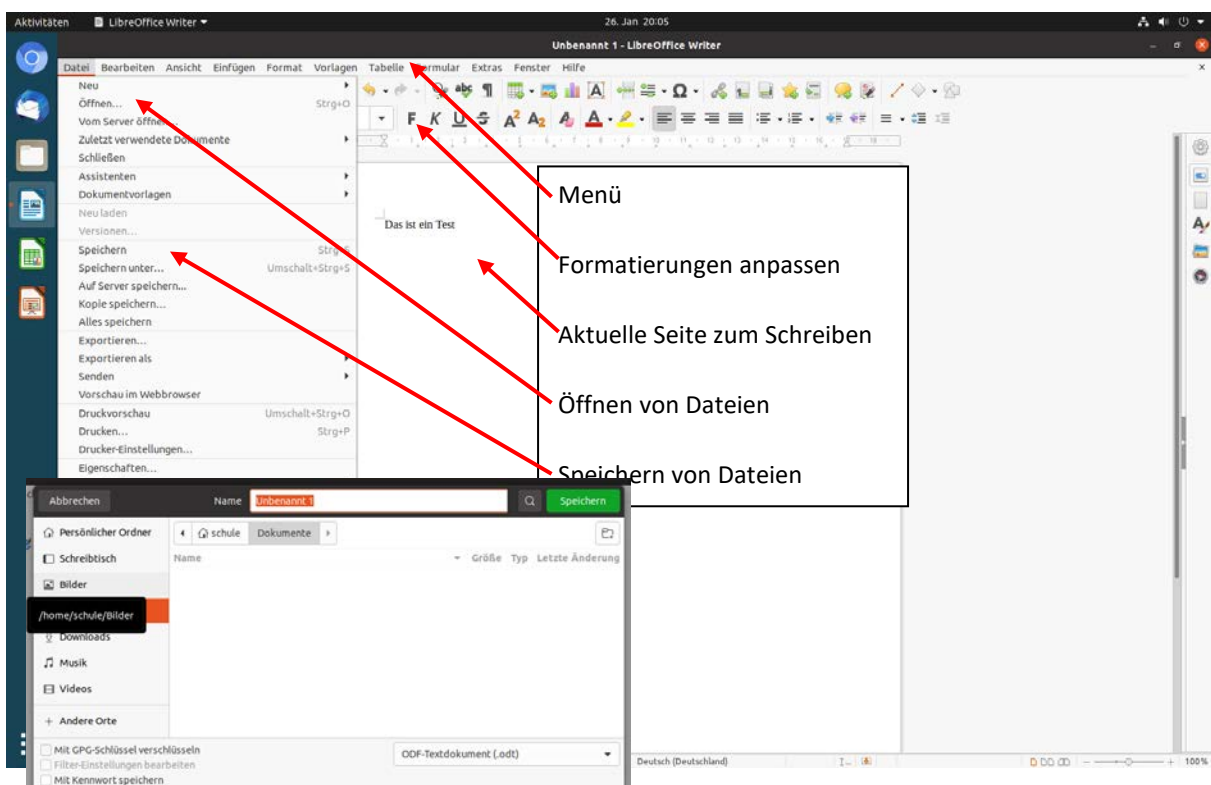 Aktivitäten LibreOffice Writer 26. Jan 20:05
Unbenannt 1 - LibreOffice Writer
Datei Bearbeiten Ansicht Einfügen Format Vorlagen Tabelle Formular Extras Fenster Hilfe
Neu
Öffnen... Strg+O
Vom Server öffnen...
Zuletzt verwendete Dokumente
Schließen
Assistenten
Dokumentvorlagen
Neu laden
Versionen...
Speichern Strg+S
Speichern unter... Umschalt+Strg+S
Auf Server speichern...
Kopie speichern...
Alles speichern
Exportieren...
Exportieren als
Senden
Vorschau im Webbrowser
Druckvorschau Umschalt+Strg+O
Drucken... Strg+P
Drucker-Einstellungen...
Eigenschaften...
Das ist ein Test
Menü
Formatierungen anpassen
Aktuelle Seite zum Schreiben
Öffnen von Dateien
Speichern von Dateien
Abbrechen Name Unbenannt 1 Speichern
Persönlicher Ordner schule Dokumente
Schreibtisch Name Größe Typ Letzte Änderung
Bilder
/home/schule/Bilder
Downloads
Musik
Videos
+ Andere Orte
Mit GPG-Schlüssel verschlüsseln ODF-Textdokument (.odt)
Filter-Einstellungen bearbeiten
Mit Kennwort speichern
Deutsch (Deutschland) 100%